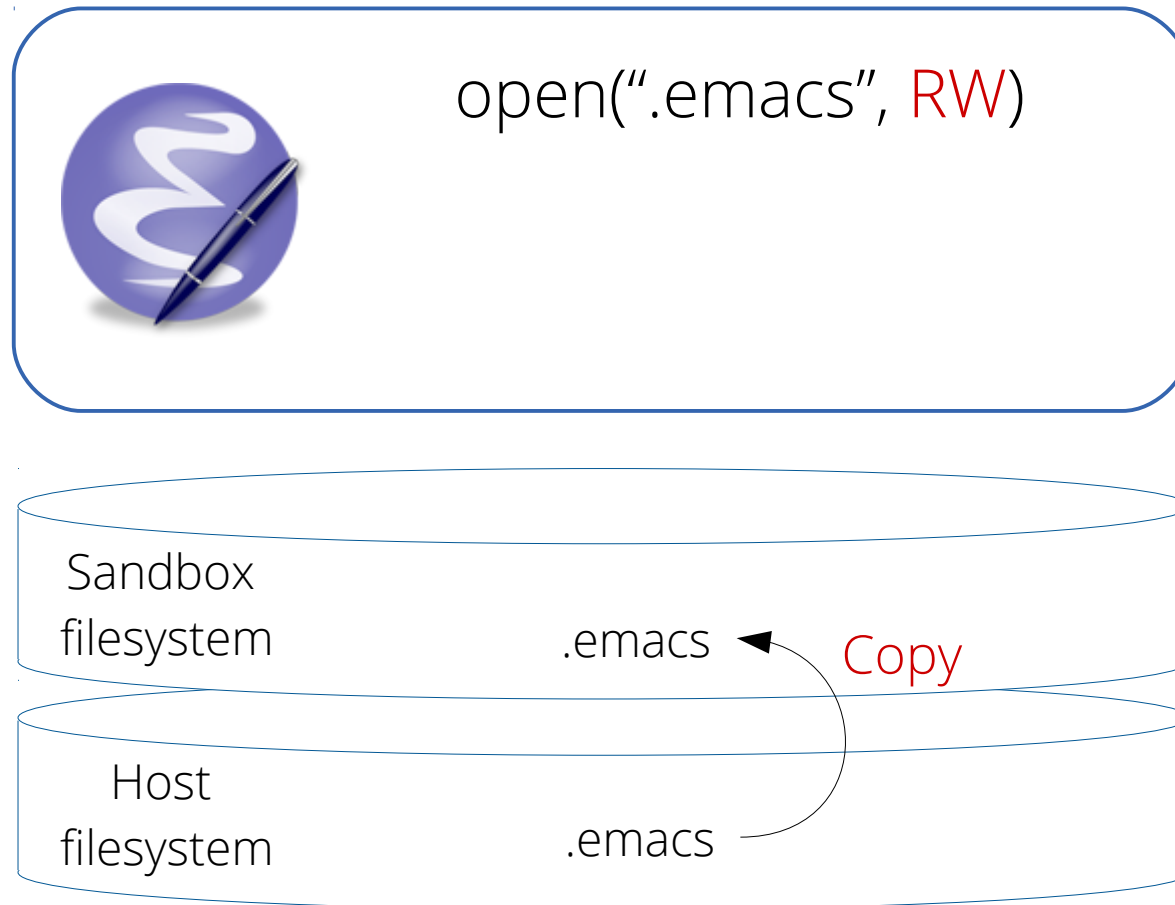 open(“.emacs”, RW)
Sandbox
filesystem
.emacs
Copy
Host
filesystem
.emacs